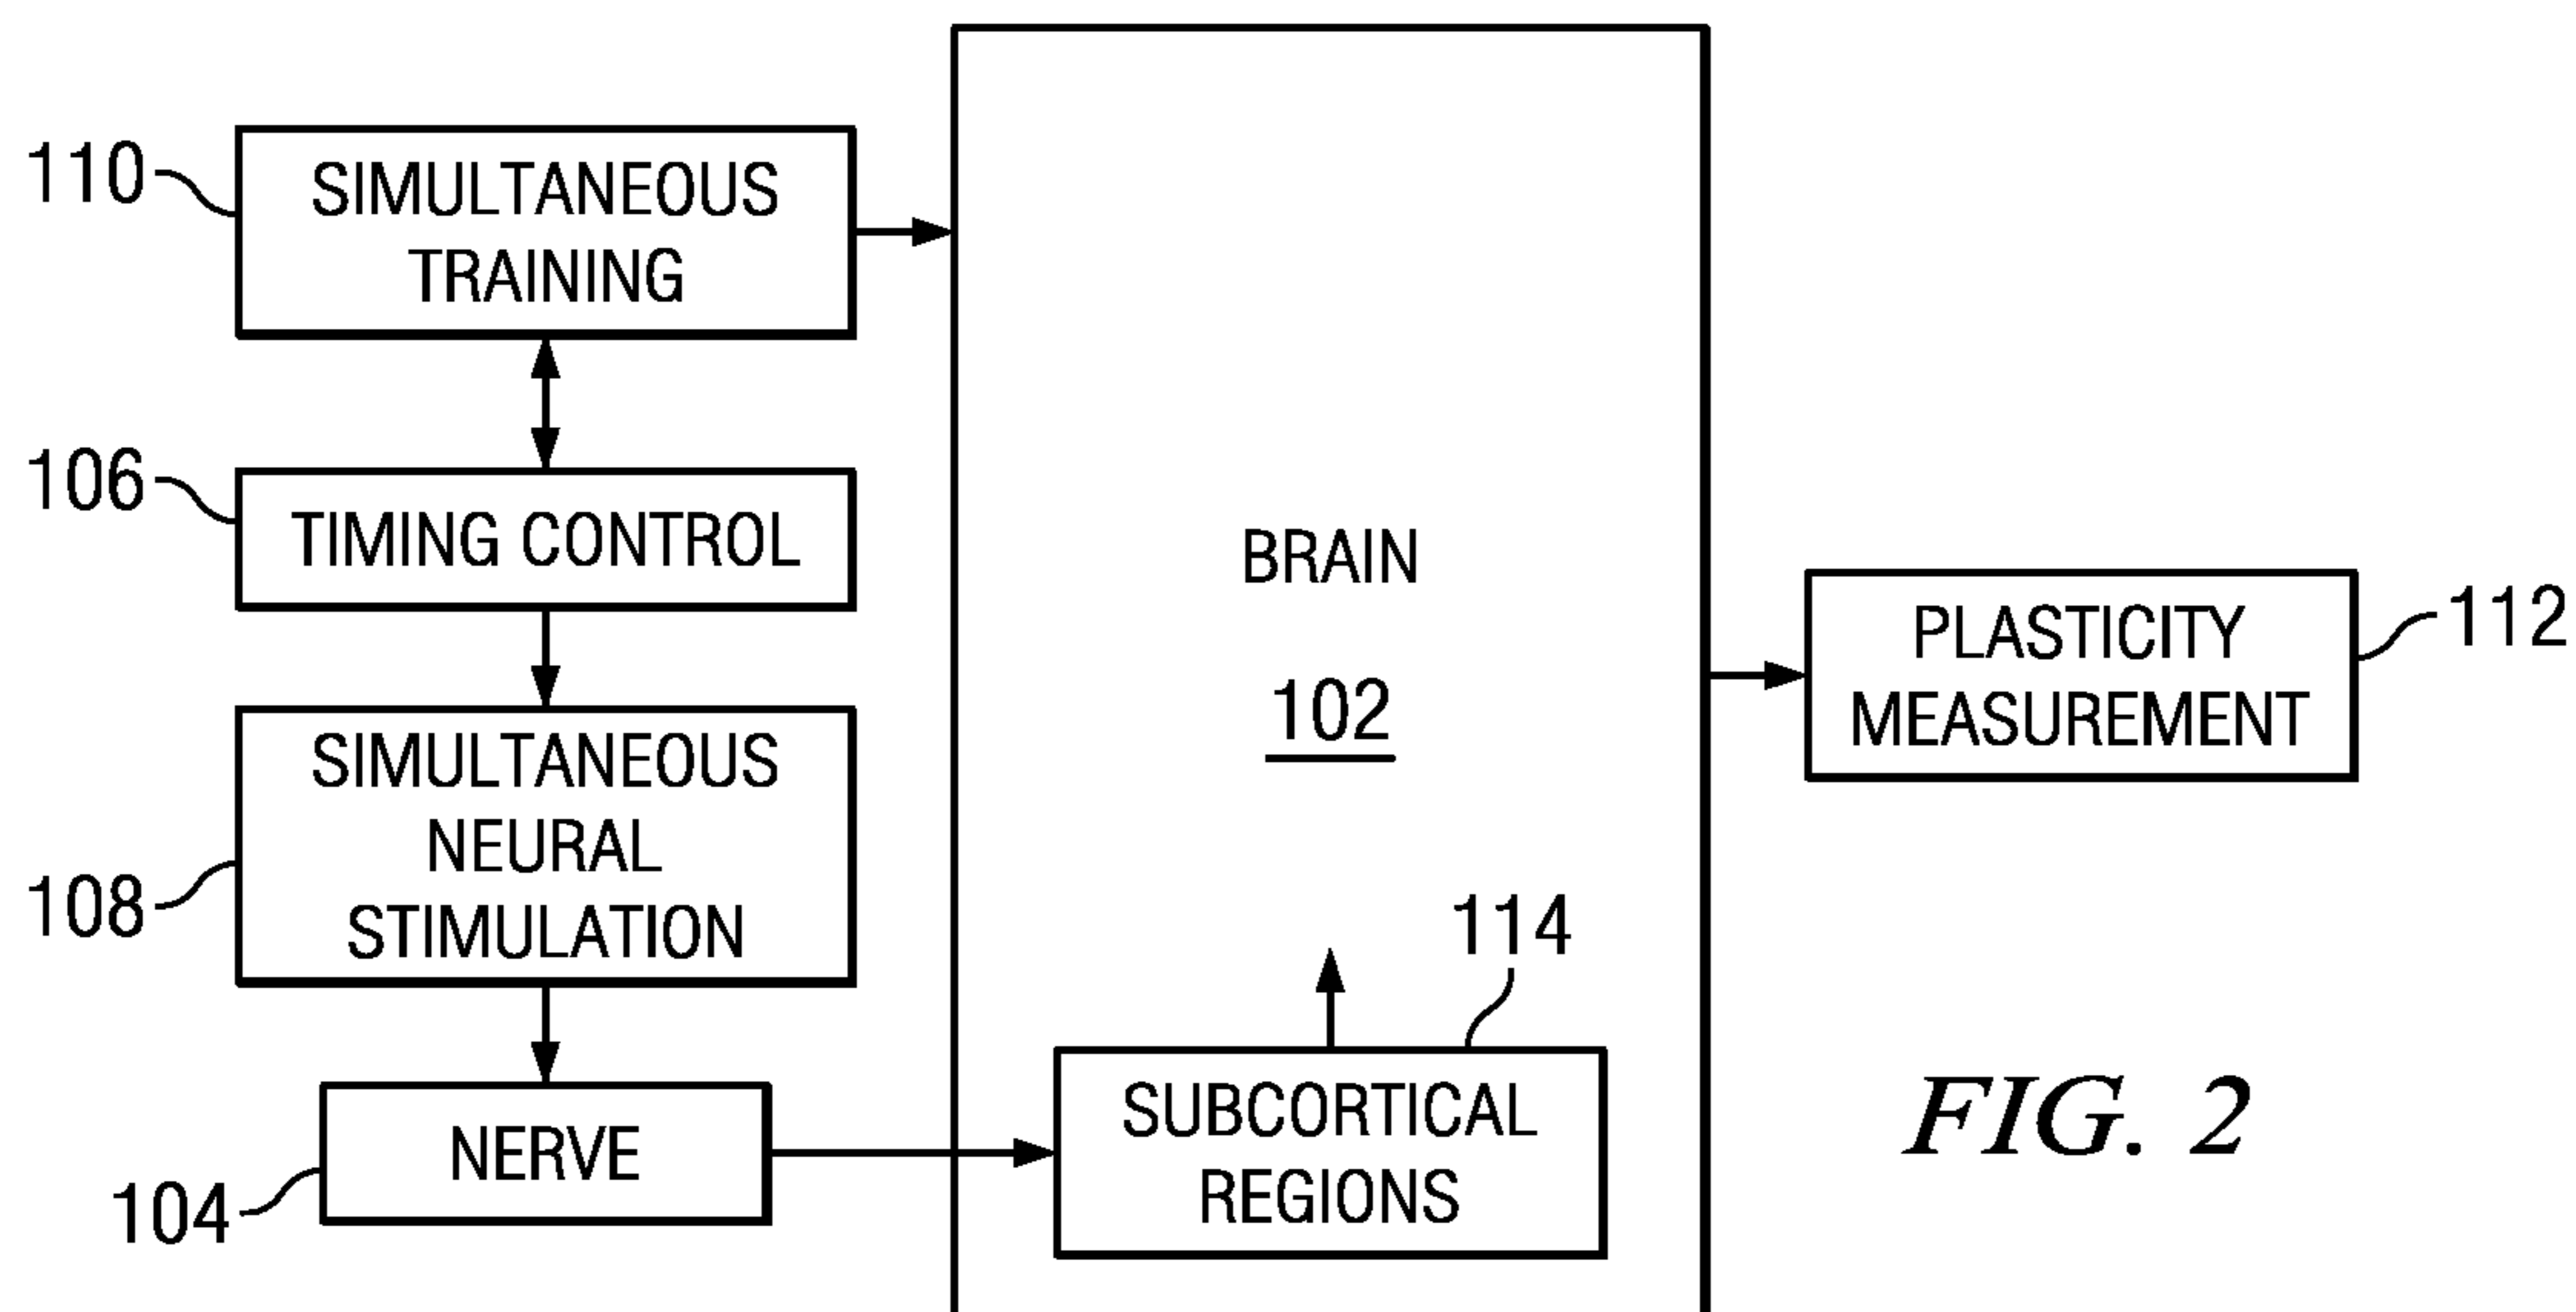 110
SIMULTANEOUS
TRAINING
106
TIMING CONTROL
108
SIMULTANEOUS
NEURAL
STIMULATION
104
NERVE
BRAIN
102
114
SUBCORTICAL
REGIONS
PLASTICITY
MEASUREMENT
112
FIG. 2